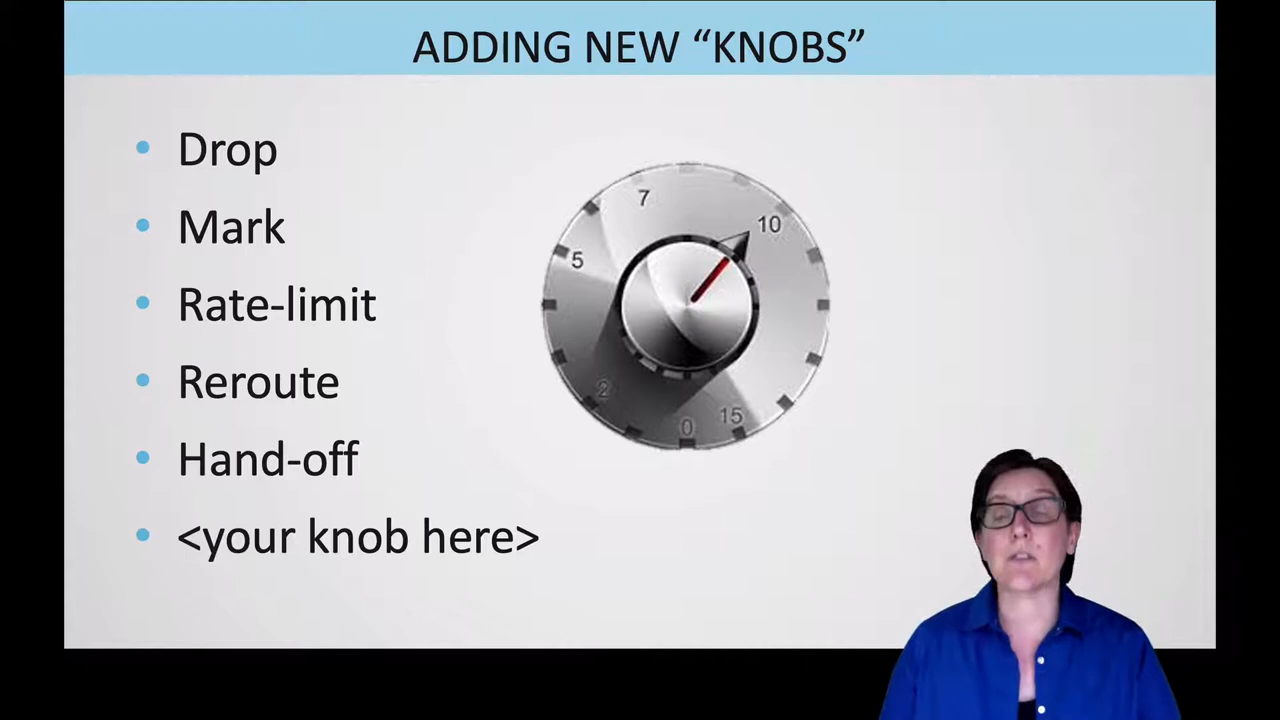 ADDING NEW “KNOBS”
Drop
Mark
Rate-limit
Reroute
Hand-off
<your knob here>
7
10
5
2
15
0